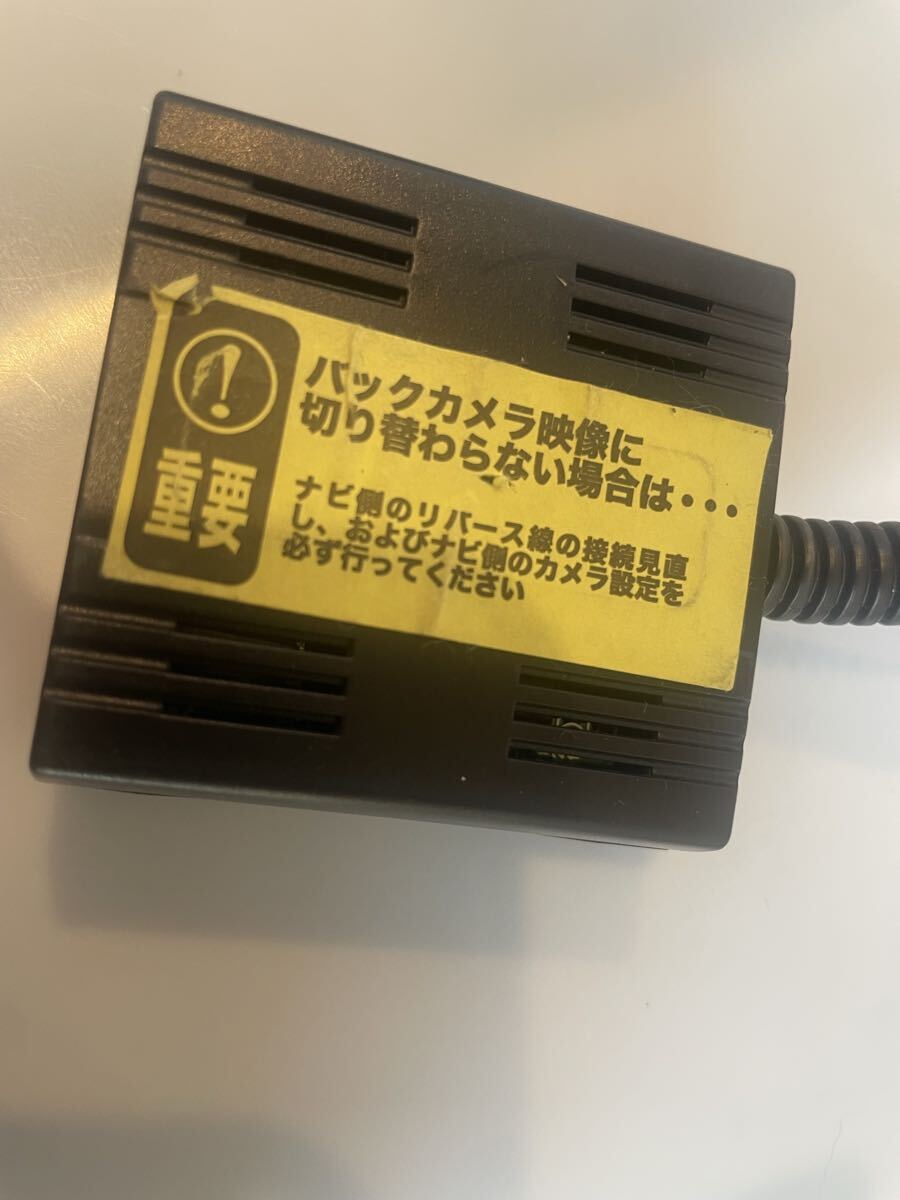 重要
バックカメラ映像に
切り替わらない場合は・・・
ナビ側のリバース線の接続見直
し、およびナビ側のカメラ設定を
必ず行ってください